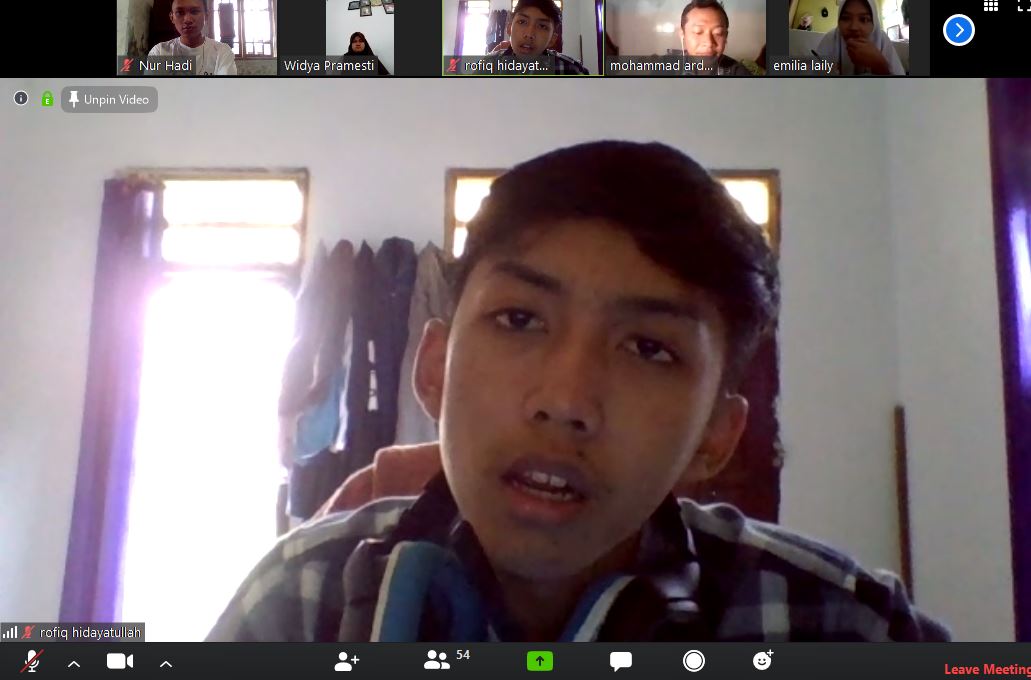 Nur Hadi
Widya Pramesti
rofiq hidayat...
mohammad ard...
emilia laily
Unpin Video
rofiq hidayatullah
54
Leave Meeting